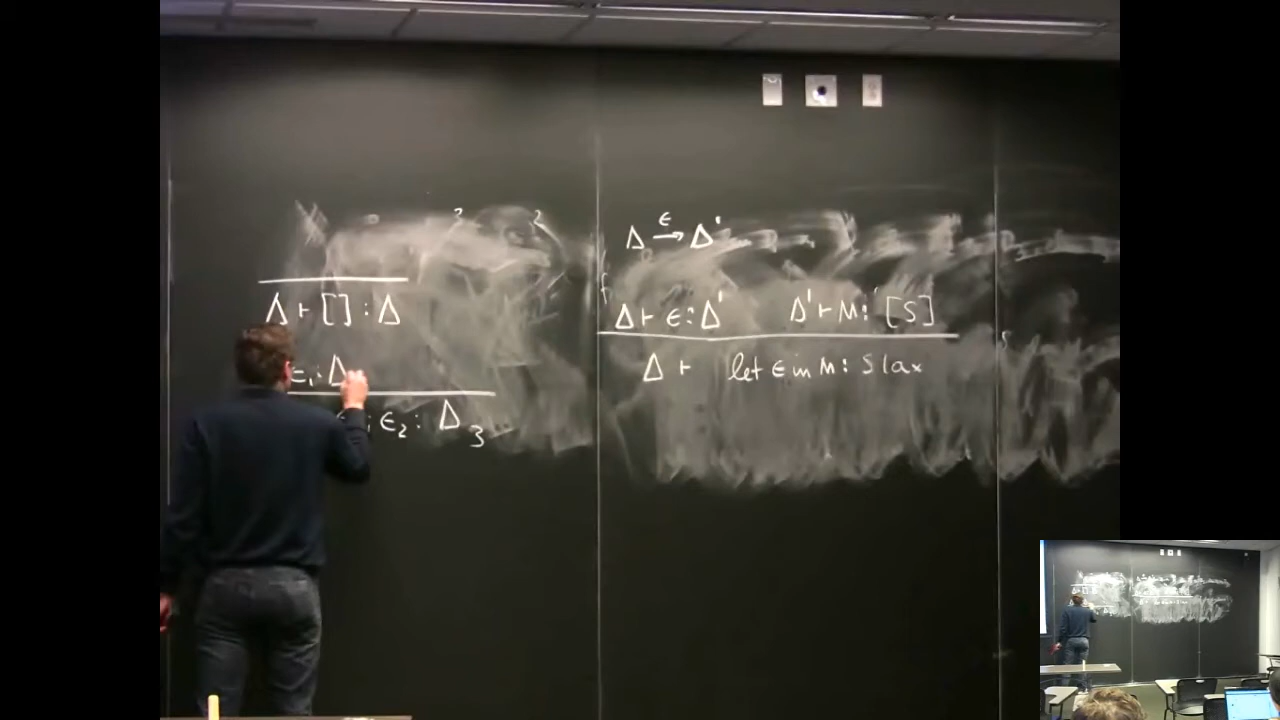 Δ ⊢ [] : Δ
ε₁ : Δ
; ε₂ : Δ₃
Δ —ε→ Δ'
Δ ⊢ ε : Δ' Δ' ⊢ M : [S]
Δ ⊢ let ε in M : S lax